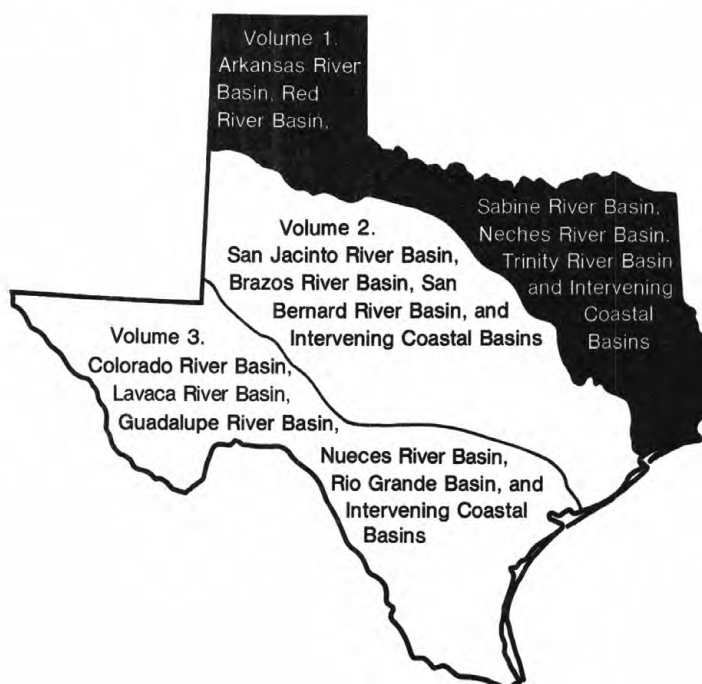 Volume 1.
Arkansas River
Basin, Red
River Basin,
Sabine River Basin,
Neches River Basin.
Trinity River Basin
and Intervening
Coastal
Basins
Volume 2.
San Jacinto River Basin,
Brazos River Basin, San
Bernard River Basin, and
Intervening Coastal Basins
Volume 3.
Colorado River Basin,
Lavaca River Basin,
Guadalupe River Basin,
Nueces River Basin,
Rio Grande Basin, and
Intervening Coastal
Basins